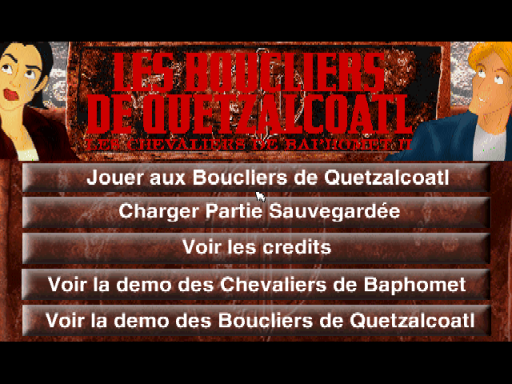 LES BOUCLIERS
DE QUETZALCOATL
LES CHEVALIERS DE BAPHOMET II
Jouer aux Boucliers de Quetzalcoatl
Charger Partie Sauvegardée
Voir les credits
Voir la demo des Chevaliers de Baphomet
Voir la demo des Boucliers de Quetzalcoatl